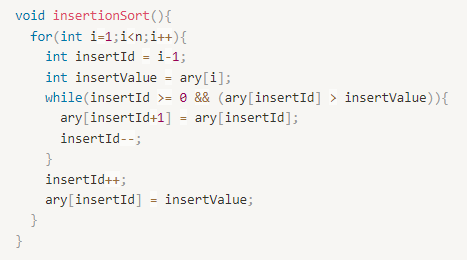 void insertionSort(){
  for(int i=1;i<n;i++){
    int insertId = i-1;
    int insertValue = ary[i];
    while(insertId >= 0 && (ary[insertId] > insertValue)){
      ary[insertId+1] = ary[insertId];
      insertId--;
    }
    insertId++;
    ary[insertId] = insertValue;
  }
}